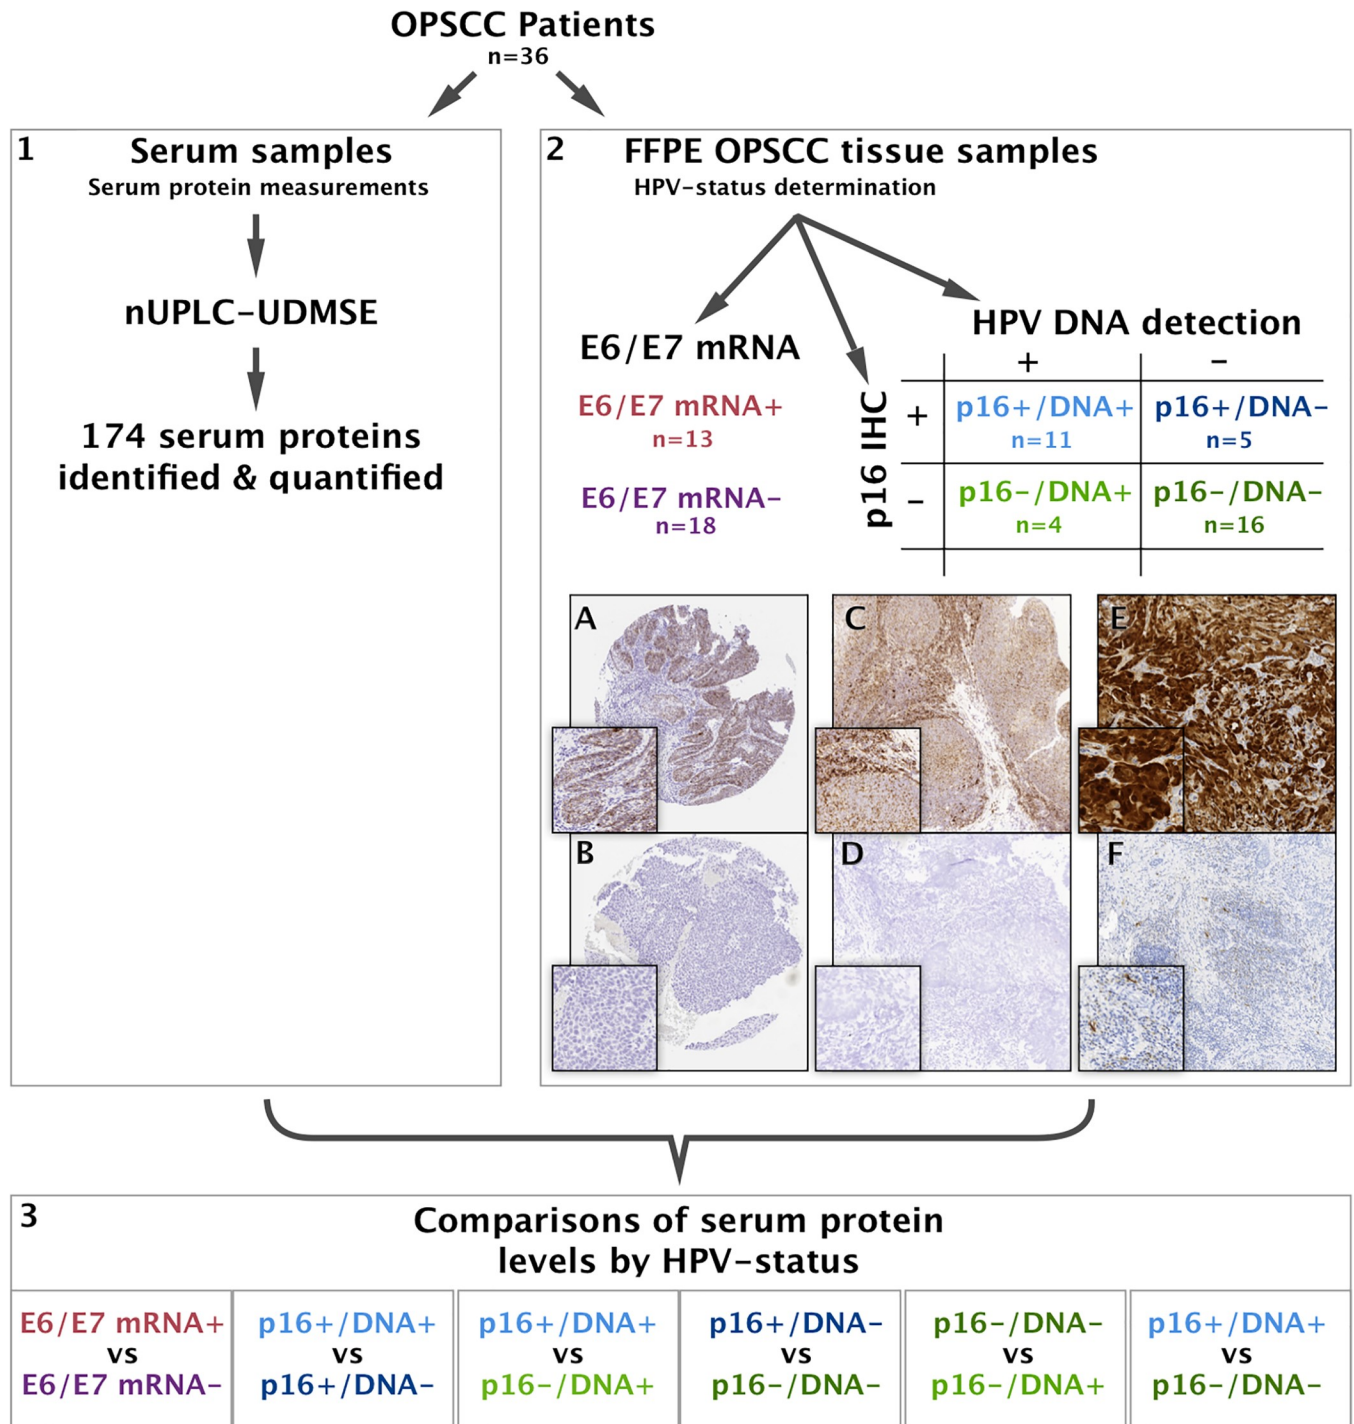 OPSCC Patients
n=36
1
Serum samples
Serum protein measurements
nUPLC-UDMSE
174 serum proteins
identified & quantified
2
FFPE OPSCC tissue samples
HPV-status determination
E6/E7 mRNA
E6/E7 mRNA+
n=13
E6/E7 mRNA-
n=18
HPV DNA detection
+ -
p16 IHC
+ p16+/DNA+ p16+/DNA-
n=11 n=5
- p16-/DNA+ p16-/DNA-
n=4 n=16
A C E
B D F
3
Comparisons of serum protein
levels by HPV-status
E6/E7 mRNA+
vs
E6/E7 mRNA-
p16+/DNA+
vs
p16+/DNA-
p16+/DNA+
vs
p16-/DNA+
p16+/DNA-
vs
p16-/DNA-
p16-/DNA-
vs
p16-/DNA+
p16+/DNA+
vs
p16-/DNA-